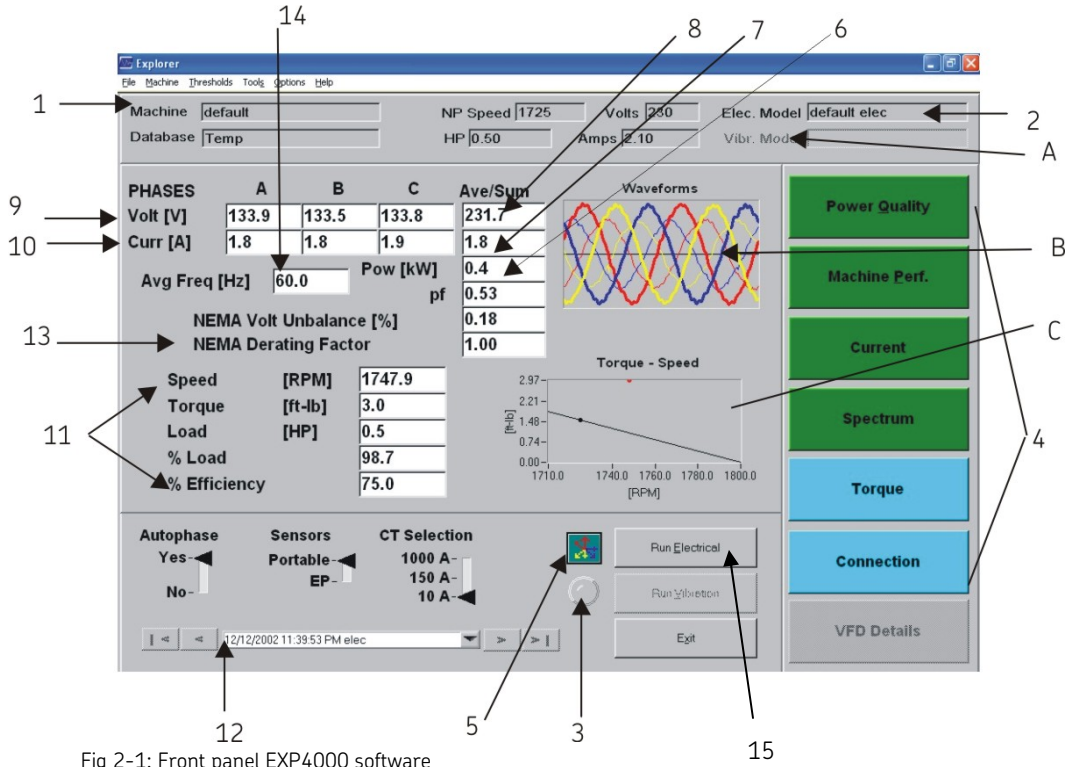 14
8
7
6
Explorer
File Machine Thresholds Tools Options Help
1
Machine default NP Speed 1725 Volts 230 Elec. Model default elec
2
Database Temp HP 0.50 Amps 2.10 Vibr. Model
A
PHASES A B C Ave/Sum Waveforms
Power Quality
9
Volt [V] 133.9 133.5 133.8 231.7
10
Curr [A] 1.8 1.8 1.9 1.8
B
Avg Freq [Hz] 60.0 Pow [kW] 0.4
Machine Perf.
pf 0.53
NEMA Volt Unbalance [%] 0.18
13
NEMA Derating Factor 1.00
C
Current
Torque - Speed
Speed [RPM] 1747.9
2.97
Torque [ft-lb] 3.0
2.21
11
Load [HP] 0.5
[ft-lb] 1.48
Spectrum
4
% Load 98.7
0.74
0.00
% Efficiency 75.0
1710.0 1740.0 1760.0 1780.0 1800.0
[RPM]
Torque
Autophase Sensors CT Selection
Yes Portable 1000 A
EP 150 A
No 10 A
Run Electrical
Connection
Run Vibration
12/12/2002 11:39:53 PM elec
Exit
VFD Details
12
5
3
15
Fig 2-1: Front panel EXP4000 software